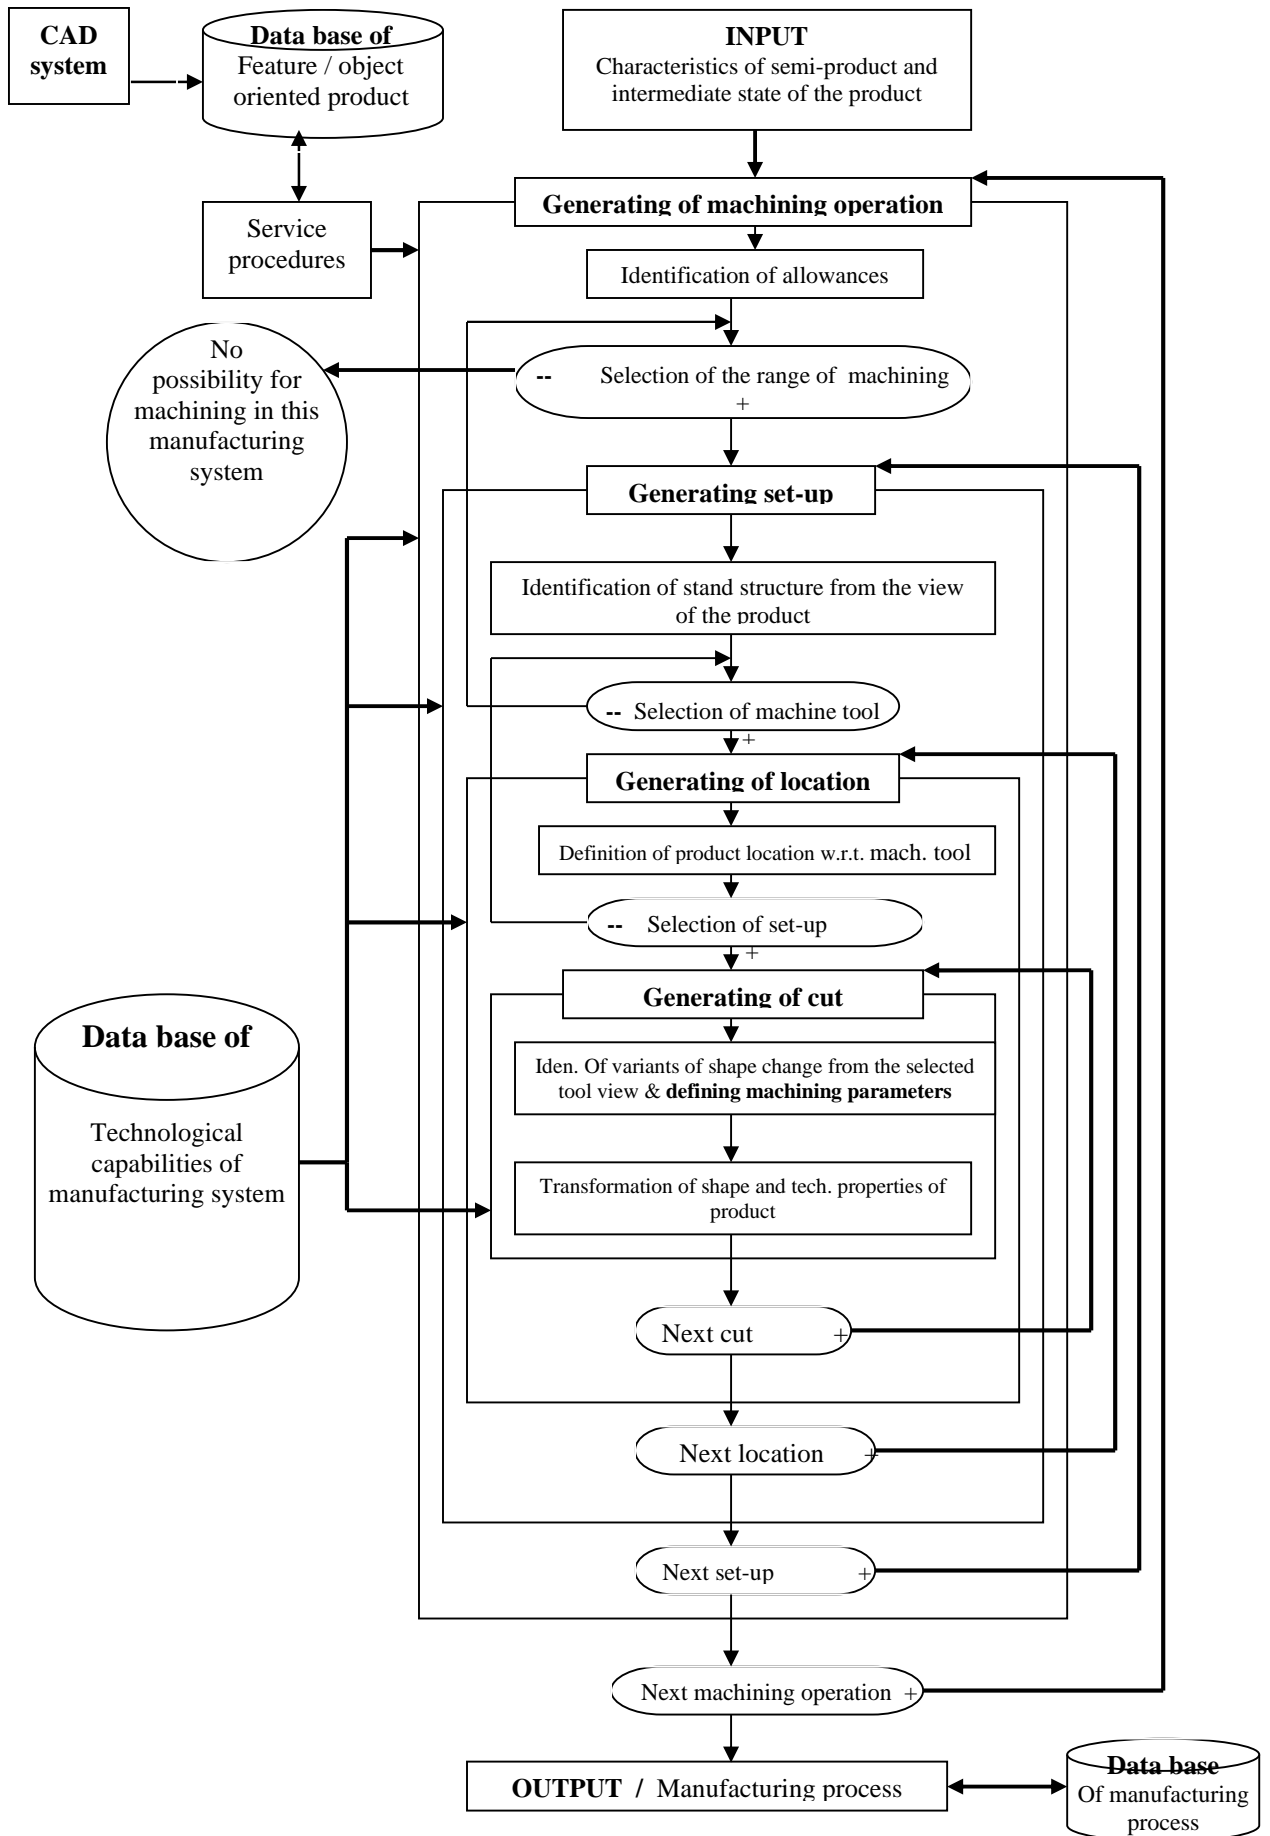 CAD
system
Data base of
Feature / object
oriented product
INPUT
Characteristics of semi-product and
intermediate state of the product
Service
procedures
Generating of machining operation
Identification of allowances
No
possibility for
machining in this
manufacturing
system
-- Selection of the range of machining
+
Generating set-up
Identification of stand structure from the view
of the product
-- Selection of machine tool
+
Generating of location
Definition of product location w.r.t. mach. tool
-- Selection of set-up
+
Generating of cut
Data base of
Technological
capabilities of
manufacturing system
Iden. Of variants of shape change from the selected
tool view & defining machining parameters
Transformation of shape and tech. properties of
product
Next cut +
Next location +
Next set-up +
Next machining operation +
OUTPUT / Manufacturing process
Data base
Of manufacturing
process